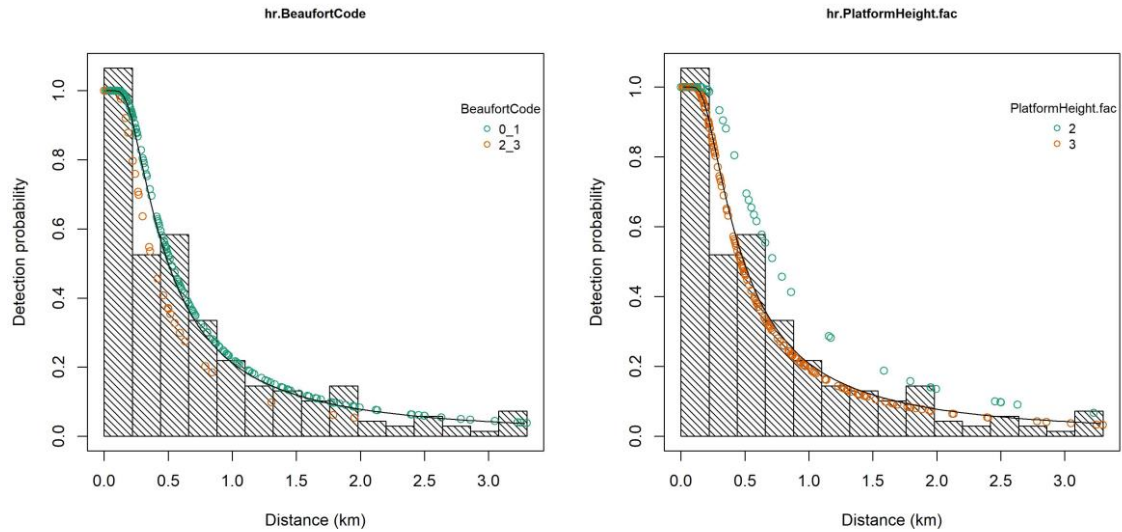 hr.BeaufortCode
Detection probability
1.0
0.8
0.6
0.4
0.2
0.0
BeaufortCode
0_1
2_3
0.0 0.5 1.0 1.5 2.0 2.5 3.0
Distance (km)
hr.PlatformHeight.fac
Detection probability
1.0
0.8
0.6
0.4
0.2
0.0
PlatformHeight.fac
2
3
0.0 0.5 1.0 1.5 2.0 2.5 3.0
Distance (km)